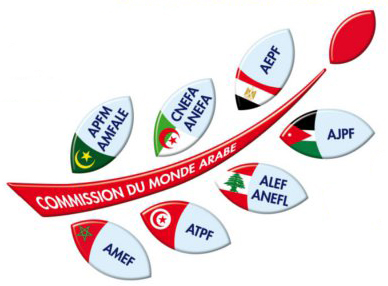 AEPF
CNEFA
ANEFA
APFM
AMFALE
AJPF
COMMISSION DU MONDE ARABE
ALEF
ANEFL
ATPF
AMEF